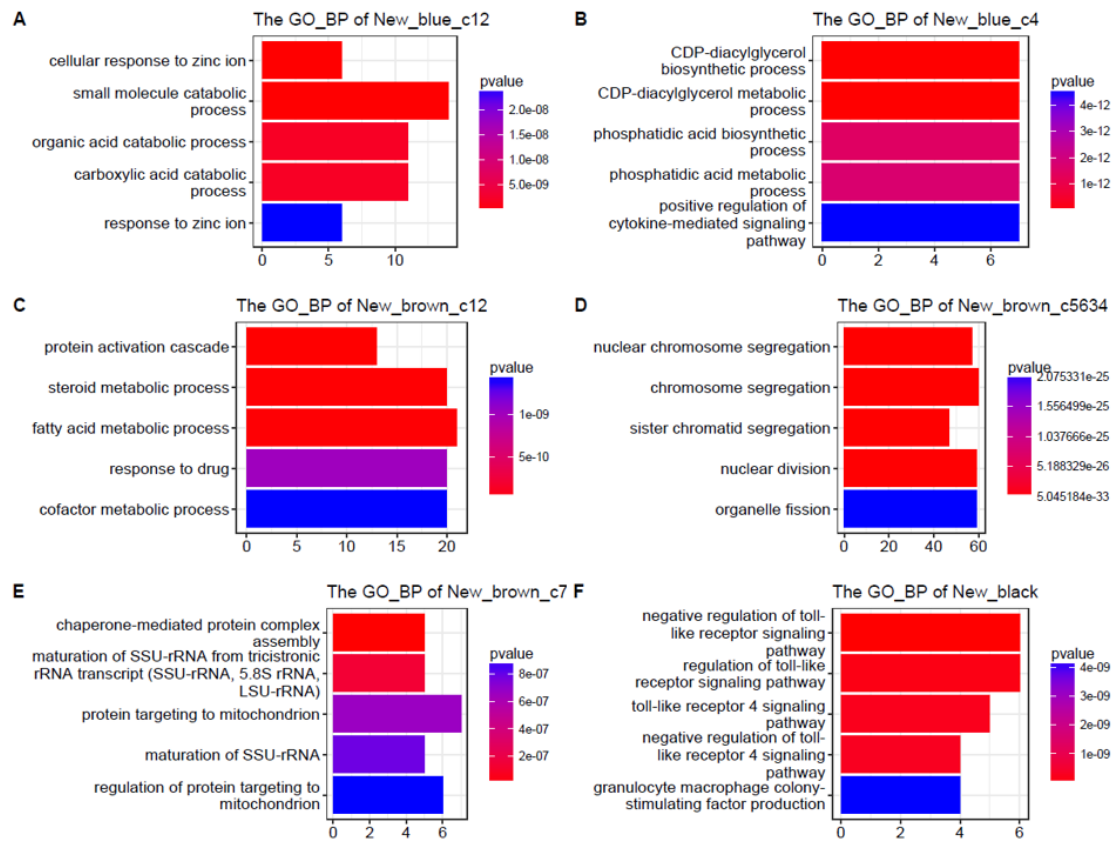 A
The GO_BP of New_blue_c12
cellular response to zinc ion
small molecule catabolic
process
organic acid catabolic process
carboxylic acid catabolic
process
response to zinc ion
0
5
10
pvalue
2.0e-08
1.5e-08
1.0e-08
5.0e-09
B
The GO_BP of New_blue_c4
CDP-diacylglycerol
biosynthetic process
CDP-diacylglycerol metabolic
process
phosphatidic acid biosynthetic
process
phosphatidic acid metabolic
process
positive regulation of
cytokine-mediated signaling
pathway
0
2
4
6
pvalue
4e-12
3e-12
2e-12
1e-12
C
The GO_BP of New_brown_c12
protein activation cascade
steroid metabolic process
fatty acid metabolic process
response to drug
cofactor metabolic process
0
5
10
15
20
pvalue
1e-09
5e-10
D
The GO_BP of New_brown_c5634
nuclear chromosome segregation
chromosome segregation
sister chromatid segregation
nuclear division
organelle fission
0
20
40
60
pvalue
2.075331e-25
1.556499e-25
1.037666e-25
5.188329e-26
5.045184e-33
E
The GO_BP of New_brown_c7
chaperone-mediated protein complex
assembly
maturation of SSU-rRNA from tricistronic
rRNA transcript (SSU-rRNA, 5.8S rRNA,
LSU-rRNA)
protein targeting to mitochondrion
maturation of SSU-rRNA
regulation of protein targeting to
mitochondrion
0
2
4
6
pvalue
8e-07
6e-07
4e-07
2e-07
F
The GO_BP of New_black
negative regulation of toll-
like receptor signaling
pathway
regulation of toll-like
receptor signaling pathway
toll-like receptor 4 signaling
pathway
negative regulation of toll-
like receptor 4 signaling
pathway
granulocyte macrophage colony-
stimulating factor production
0
2
4
6
pvalue
4e-09
3e-09
2e-09
1e-09